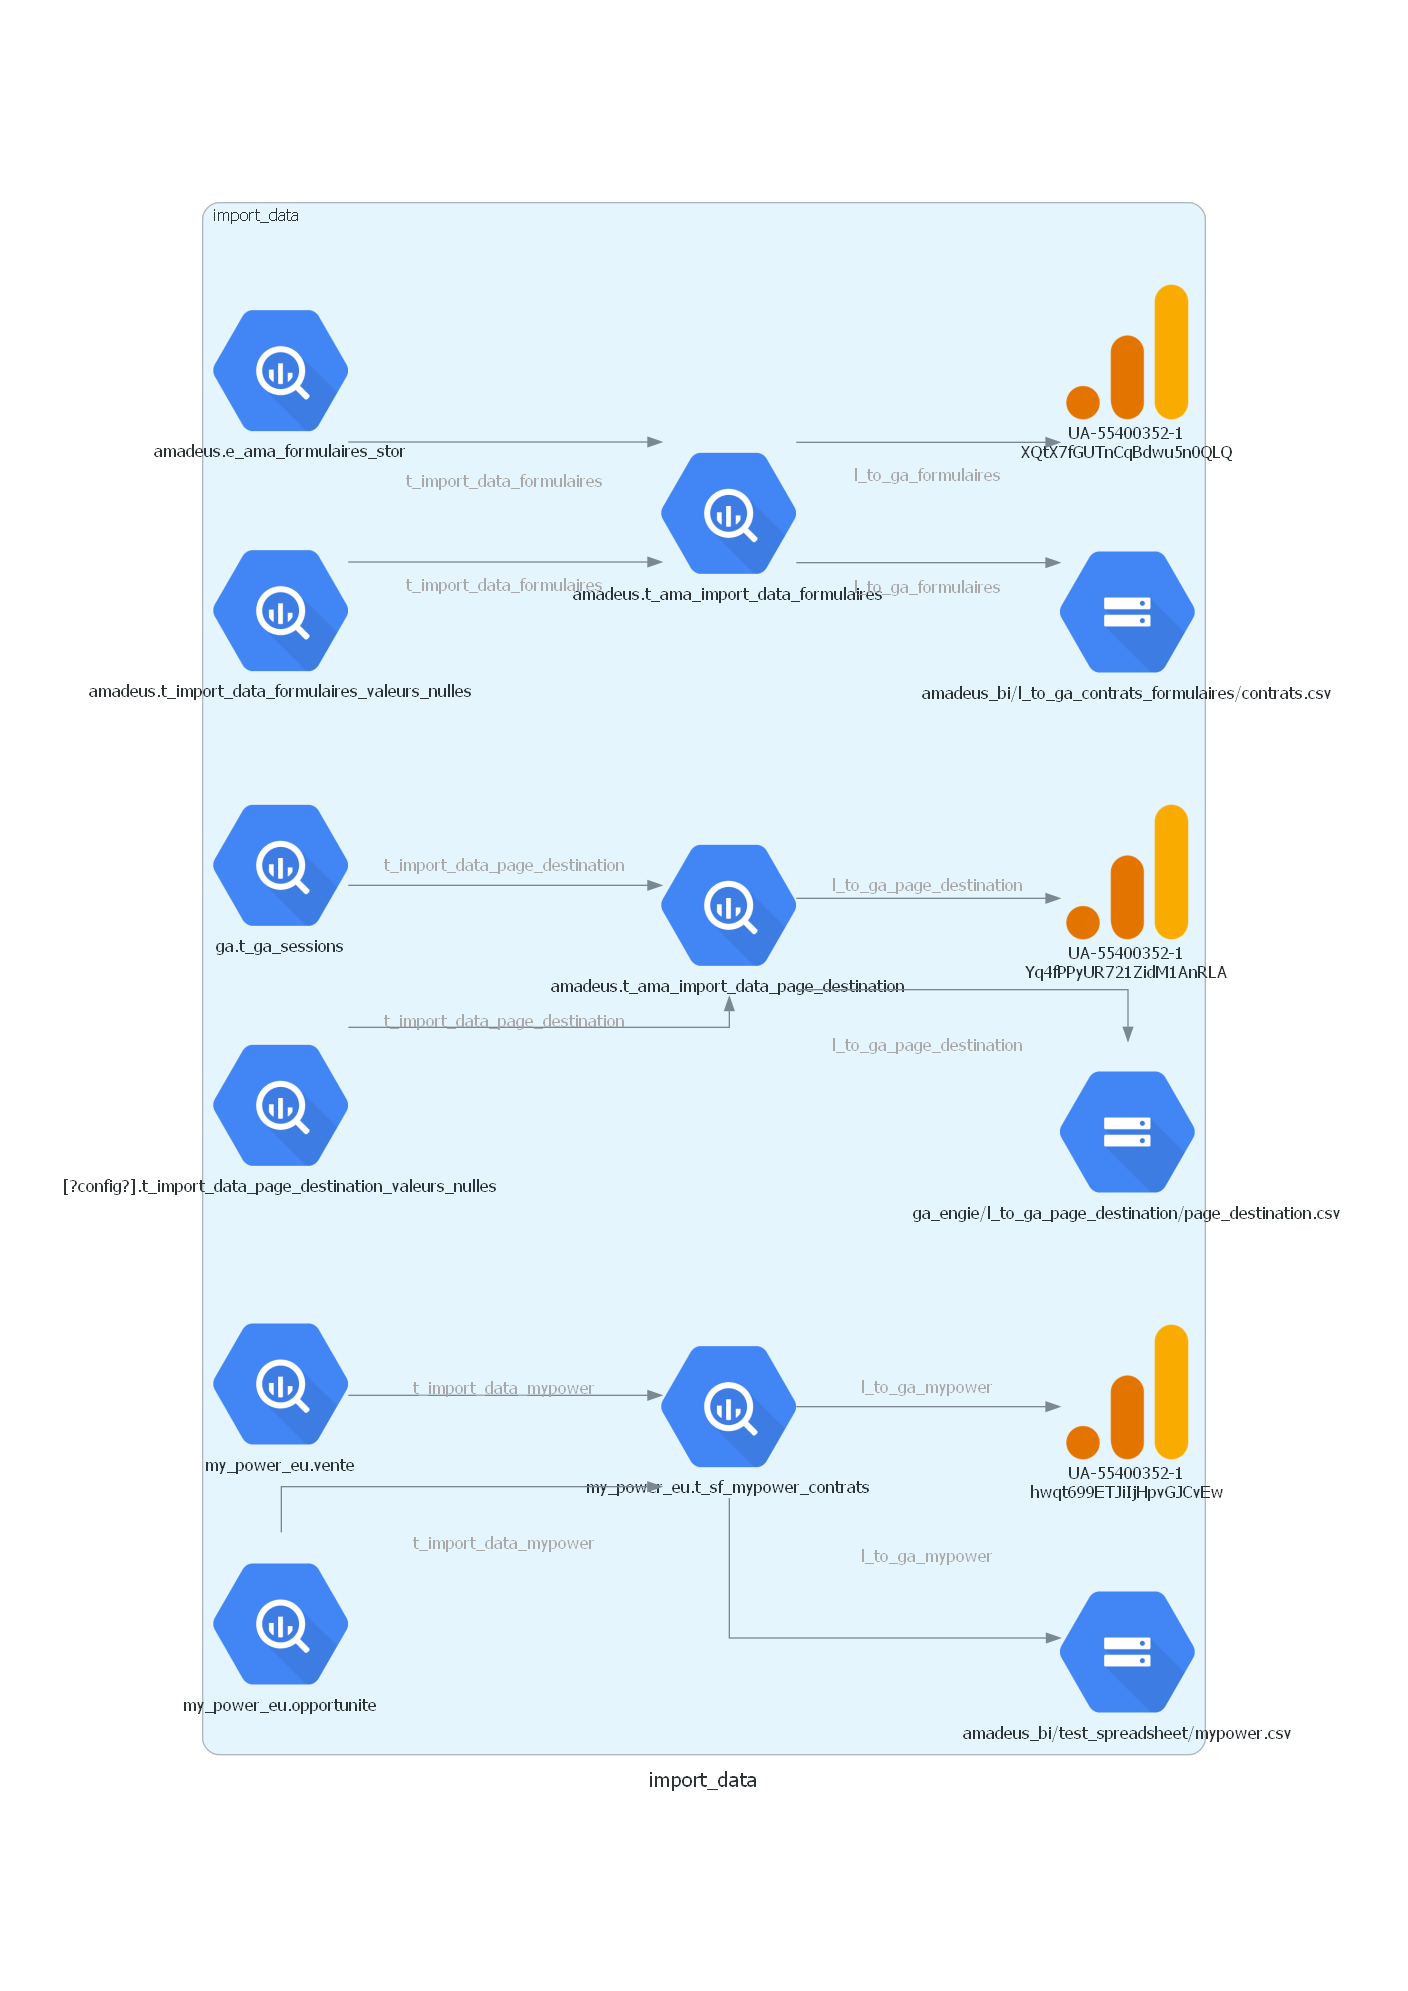 import_data
UA-55400352-1
XQfX7fGUTnCqBdwu5n0QLQ
amadeus.e_ama_formulaires_stor
t_import_data_formulaires
l_to_ga_formulaires
t_import_data_formulaires
l_to_ga_formulaires
amadeus.t_ama_import_data_formulaires
amadeus.t_import_data_formulaires_valeurs_nulles
amadeus_bi/l_to_ga_contrats_formulaires/contrats.csv
t_import_data_page_destination
l_to_ga_page_destination
ga.t_ga_sessions
UA-55400352-1
Yq4fPPyUR721ZidM1AnRLA
amadeus.t_ama_import_data_page_destination
t_import_data_page_destination
l_to_ga_page_destination
[?config?].t_import_data_page_destination_valeurs_nulles
ga_engie/l_to_ga_page_destination/page_destination.csv
t_import_data_mypower
l_to_ga_mypower
my_power_eu.vente
UA-55400352-1
hwqt699ETJiIjHpvGJCvEw
my_power_eu.t_sf_mypower_contrats
t_import_data_mypower
l_to_ga_mypower
my_power_eu.opportunite
amadeus_bi/test_spreadsheet/mypower.csv
import_data